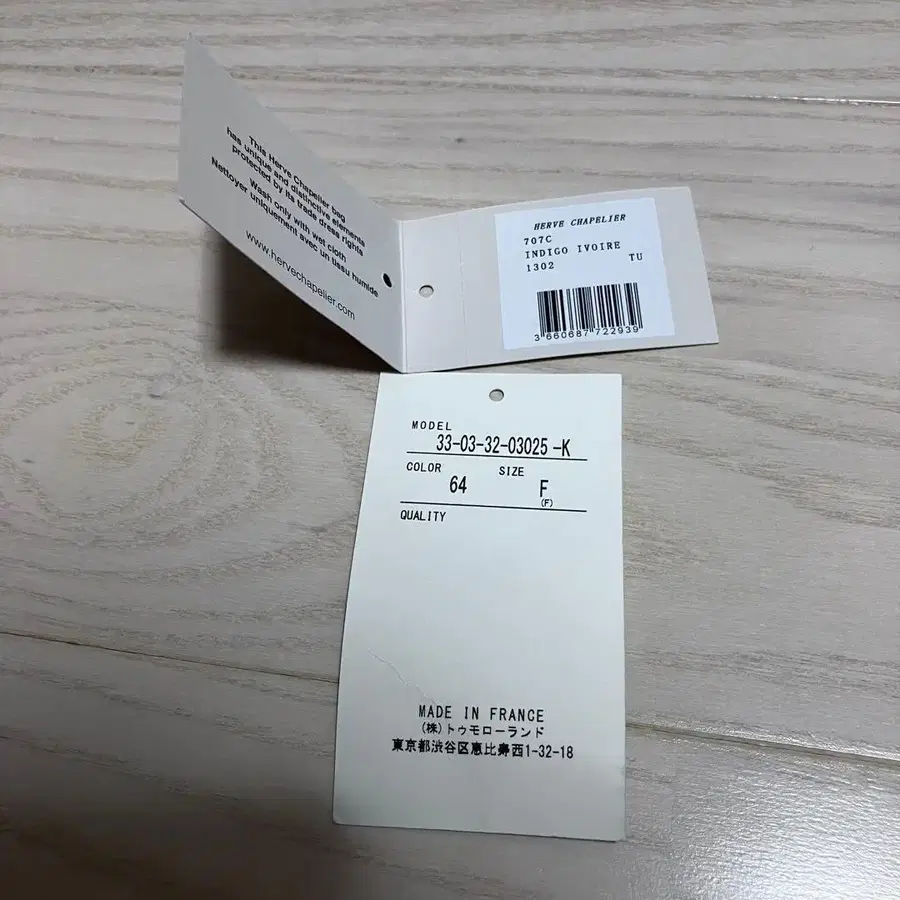 This Herve Chapelier bag
has unique and distinctive elements
protected by its trade dress rights
Wash only with wet cloth
Nettoyer uniquement avec un tissu humide
www.hervechapelier.com
HERVE CHAPELIER
707C
INDIGO IVOIRE
1302 TU
3 660687 722939
MODEL
33-03-32-03025-K
COLOR SIZE
64 F
(F)
QUALITY
MADE IN FRANCE
(株)トゥモローランド
東京都渋谷区恵比寿西1-32-18